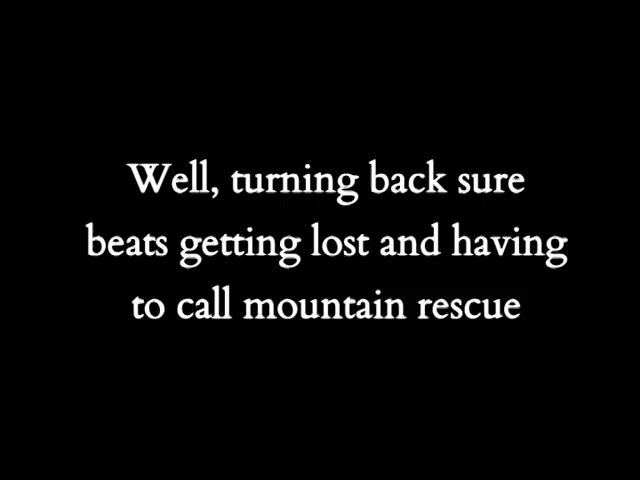 Well, turning back sure
beats getting lost and having
to call mountain rescue